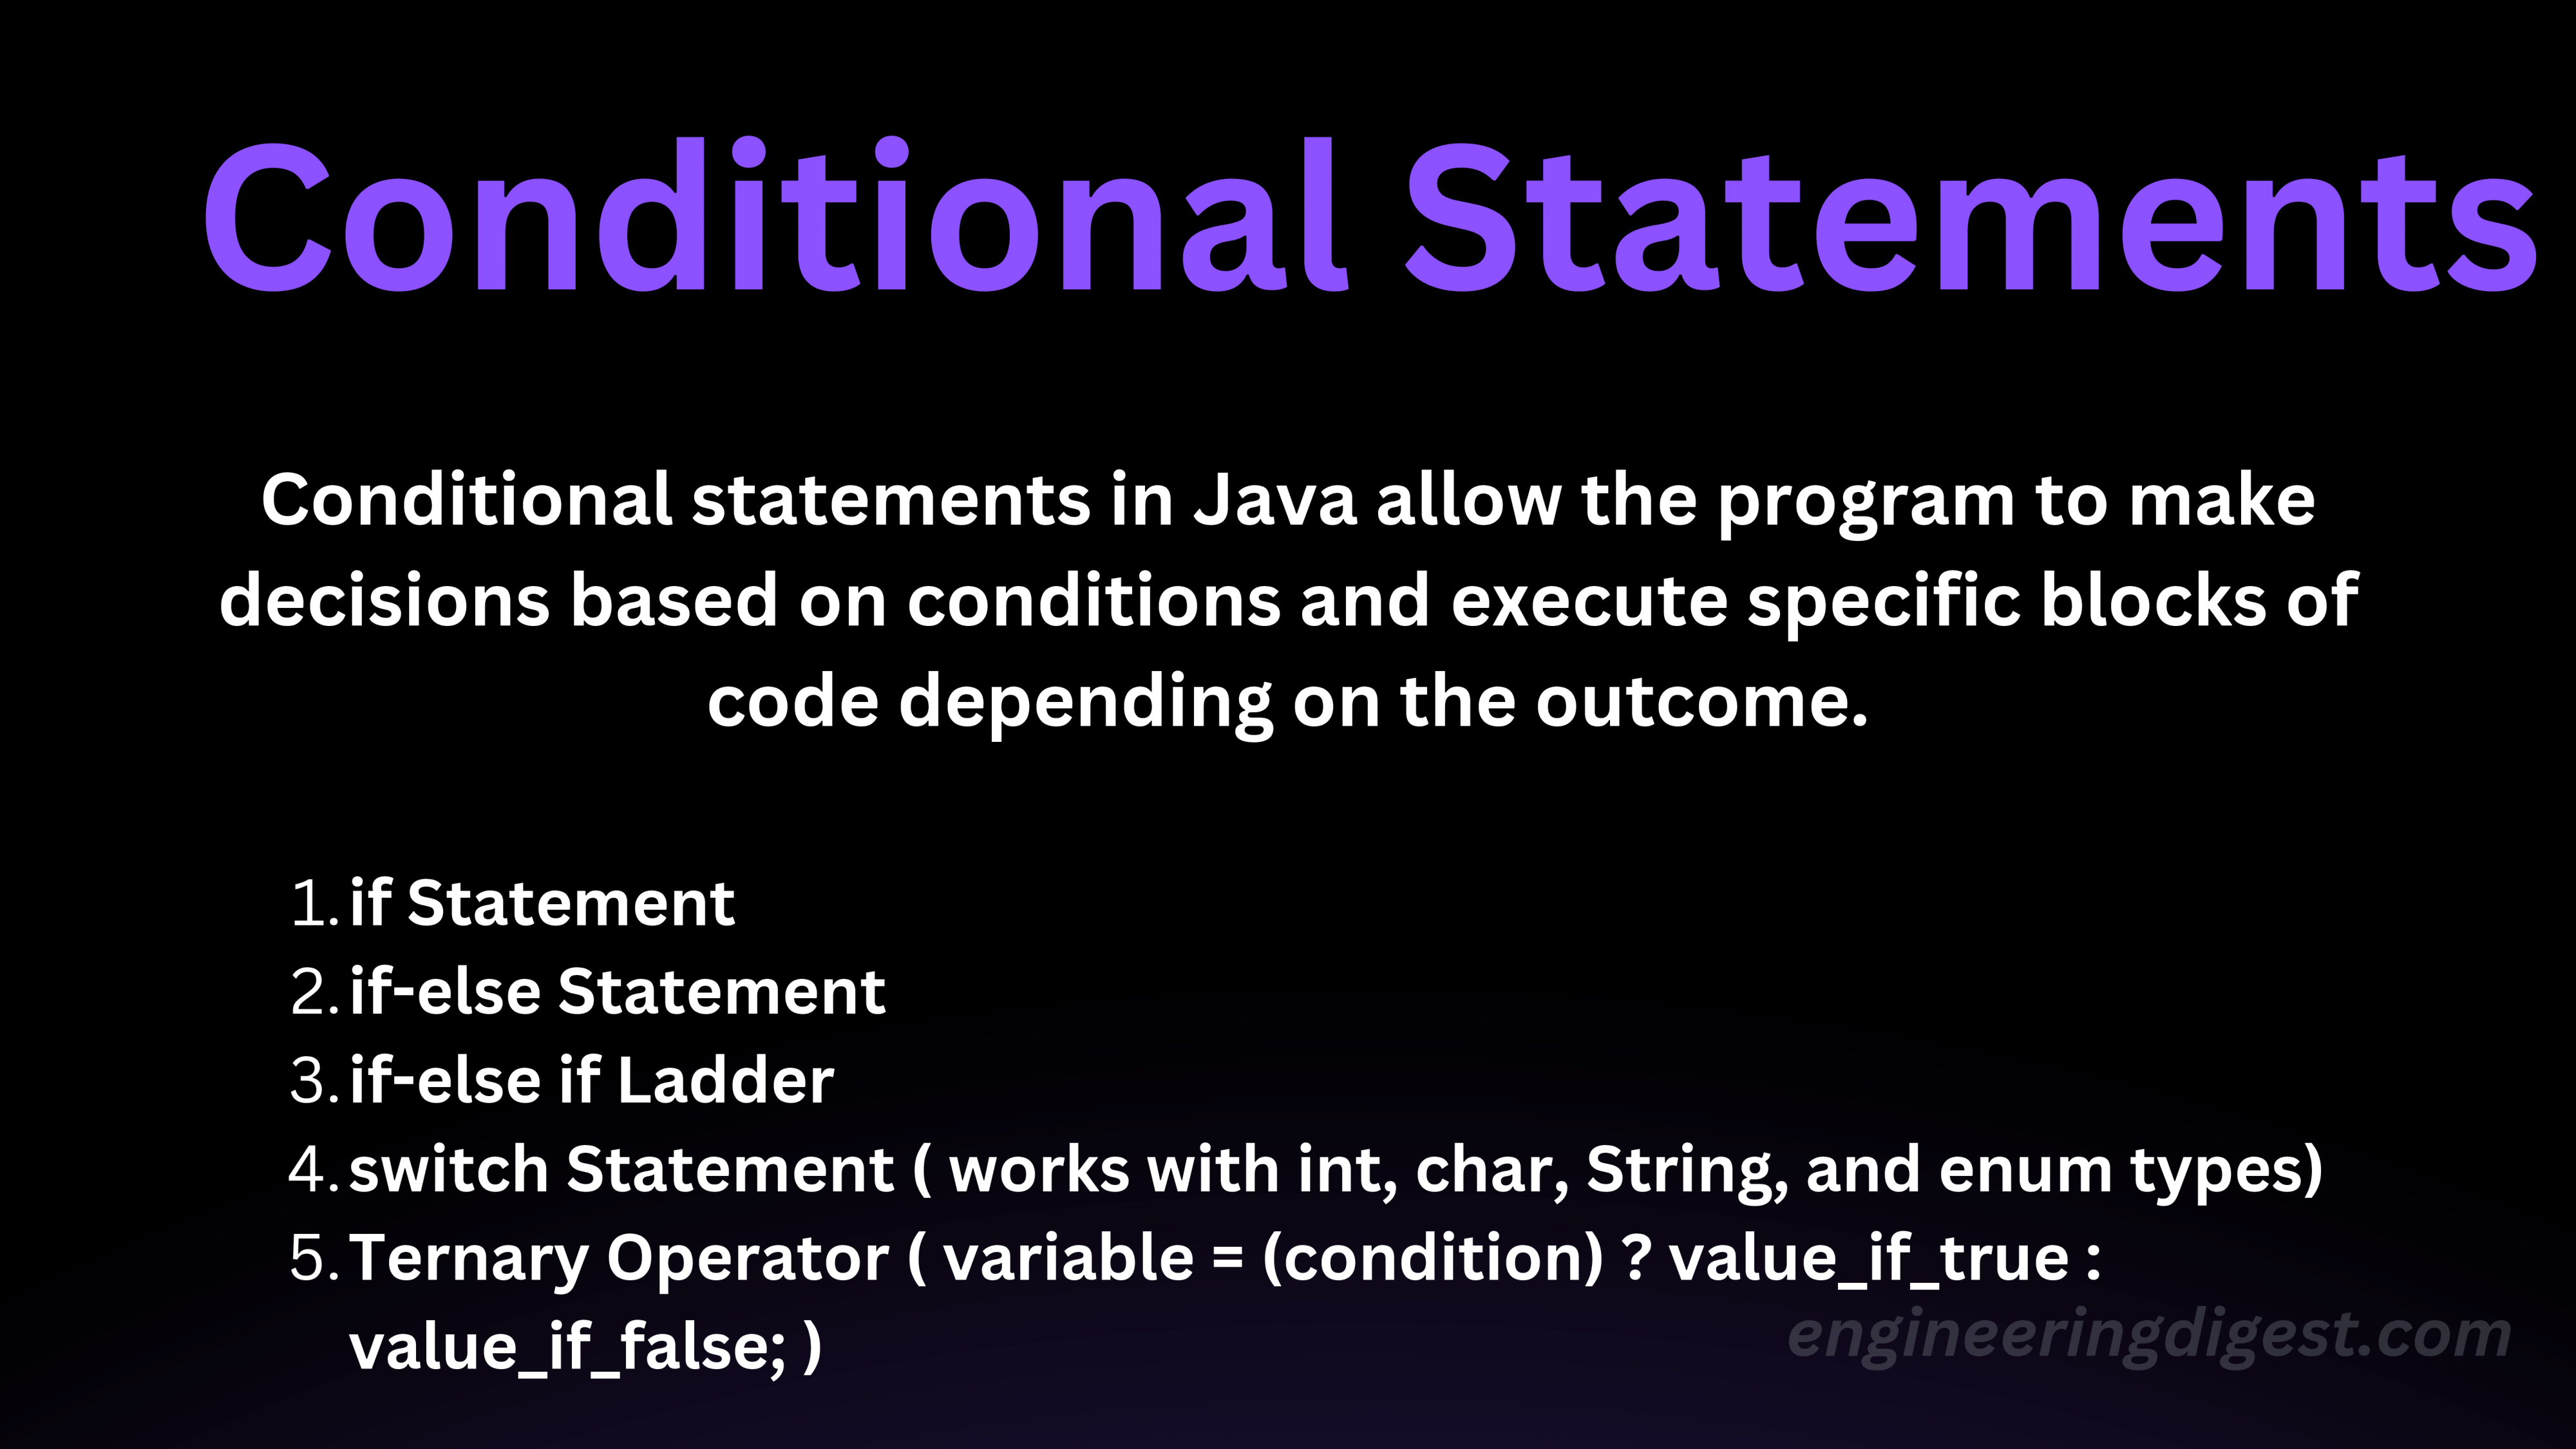 Conditional Statements
Conditional statements in Java allow the program to make
decisions based on conditions and execute specific blocks of
code depending on the outcome.
1. if Statement
2. if-else Statement
3. if-else if Ladder
4. switch Statement ( works with int, char, String, and enum types)
5. Ternary Operator ( variable = (condition) ? value_if_true :
value_if_false; )
engineeringdigest.com